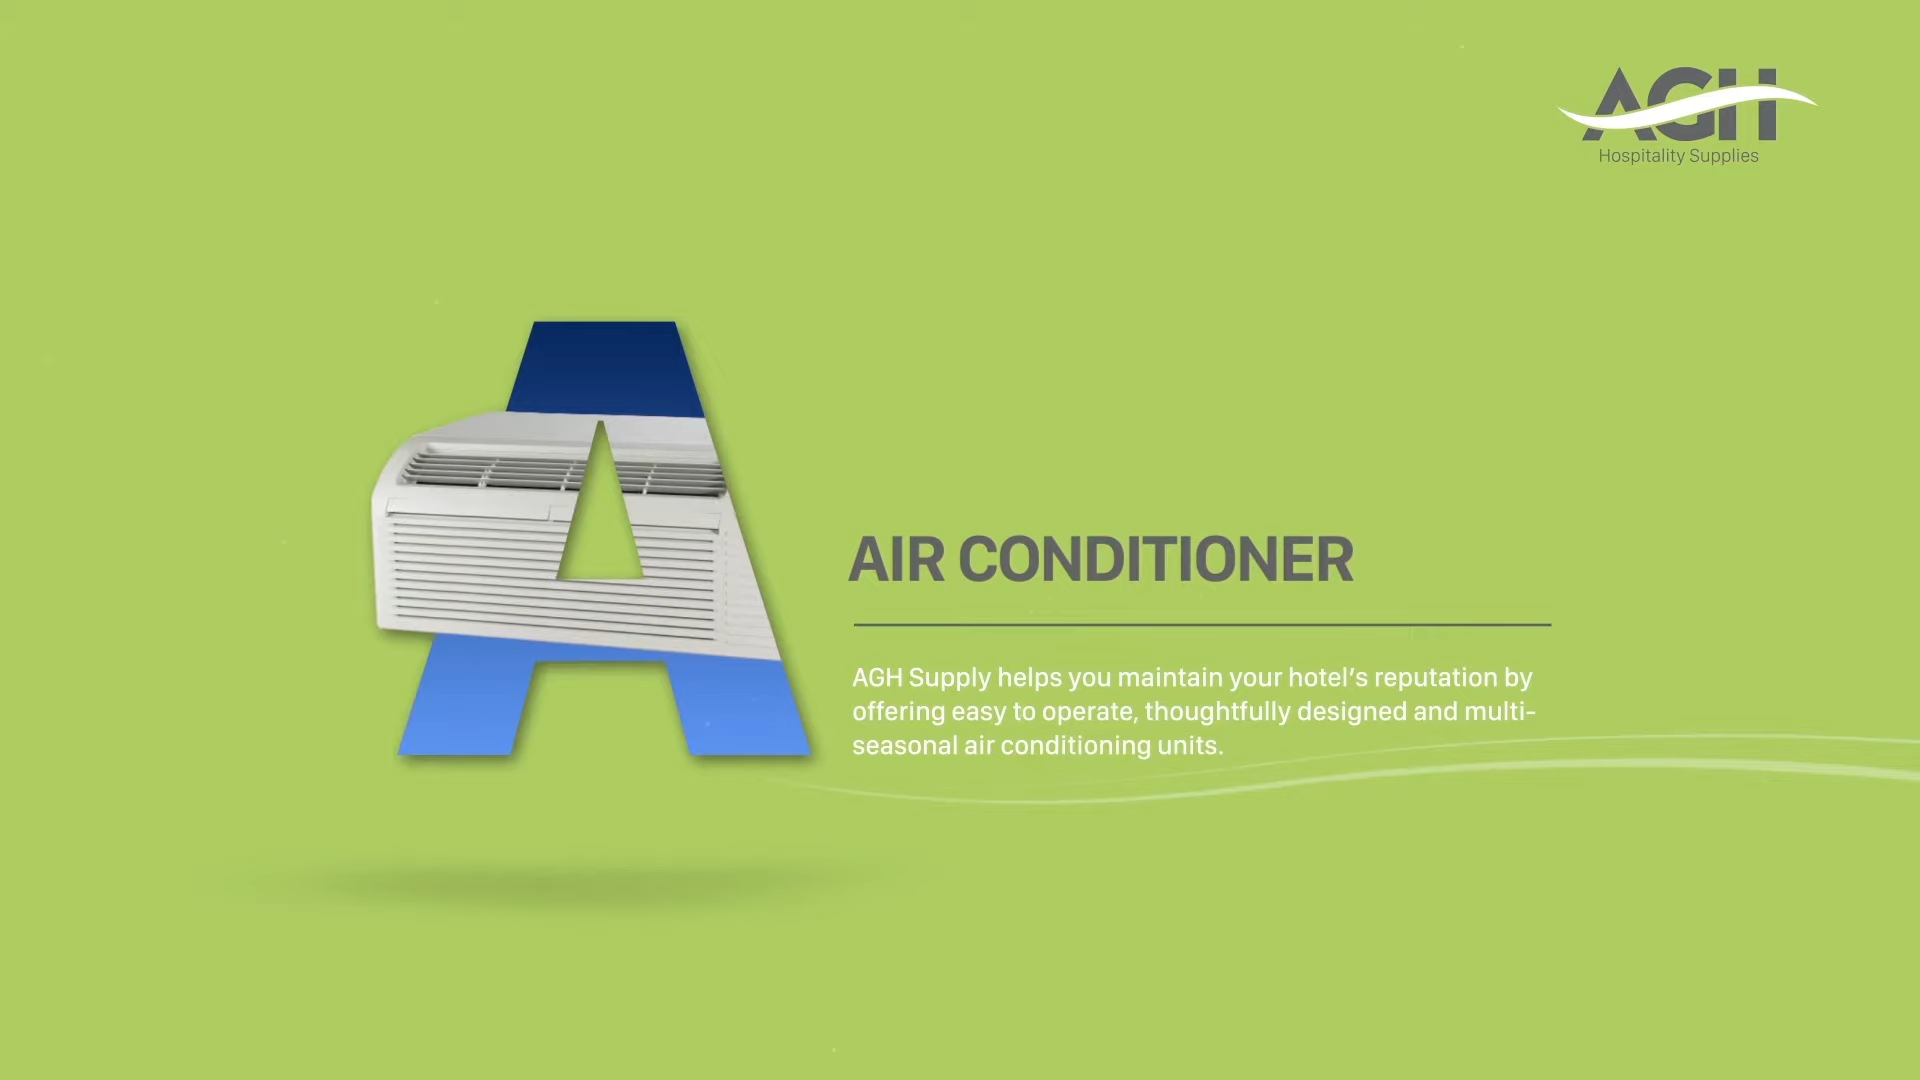 AGH
Hospitality Supplies
A
AIR CONDITIONER
AGH Supply helps you maintain your hotel’s reputation by
offering easy to operate, thoughtfully designed and multi-
seasonal air conditioning units.